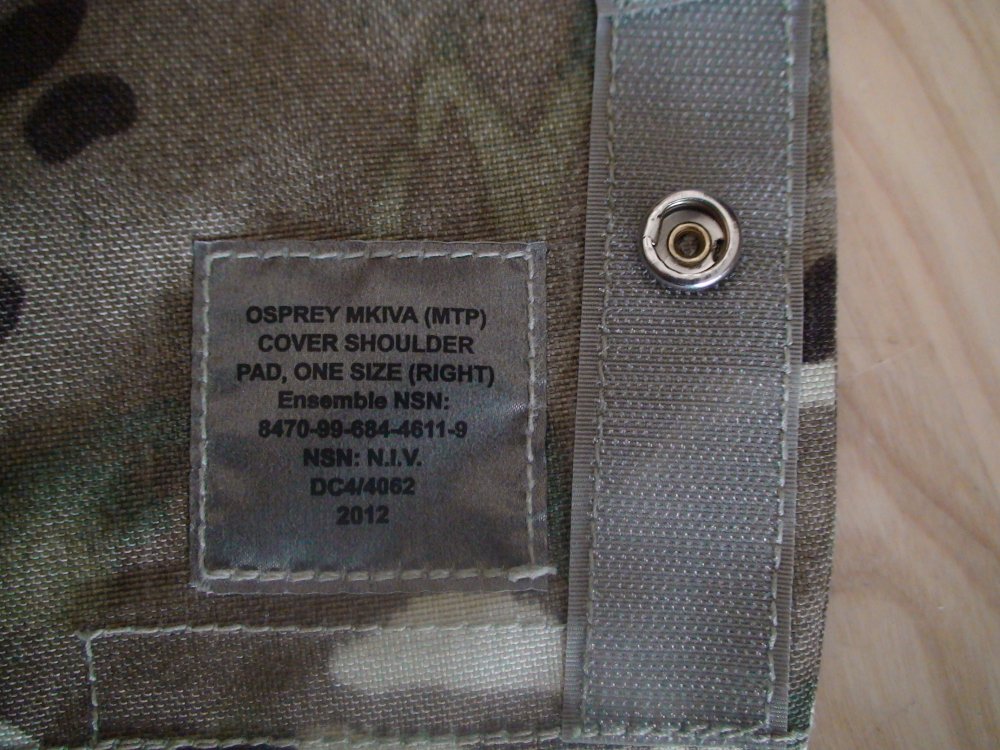 OSPREY MKIVA (MTP)
COVER SHOULDER
PAD, ONE SIZE (RIGHT)
Ensemble NSN:
8470-99-684-4611-9
NSN: N.I.V.
DC4/4062
2012